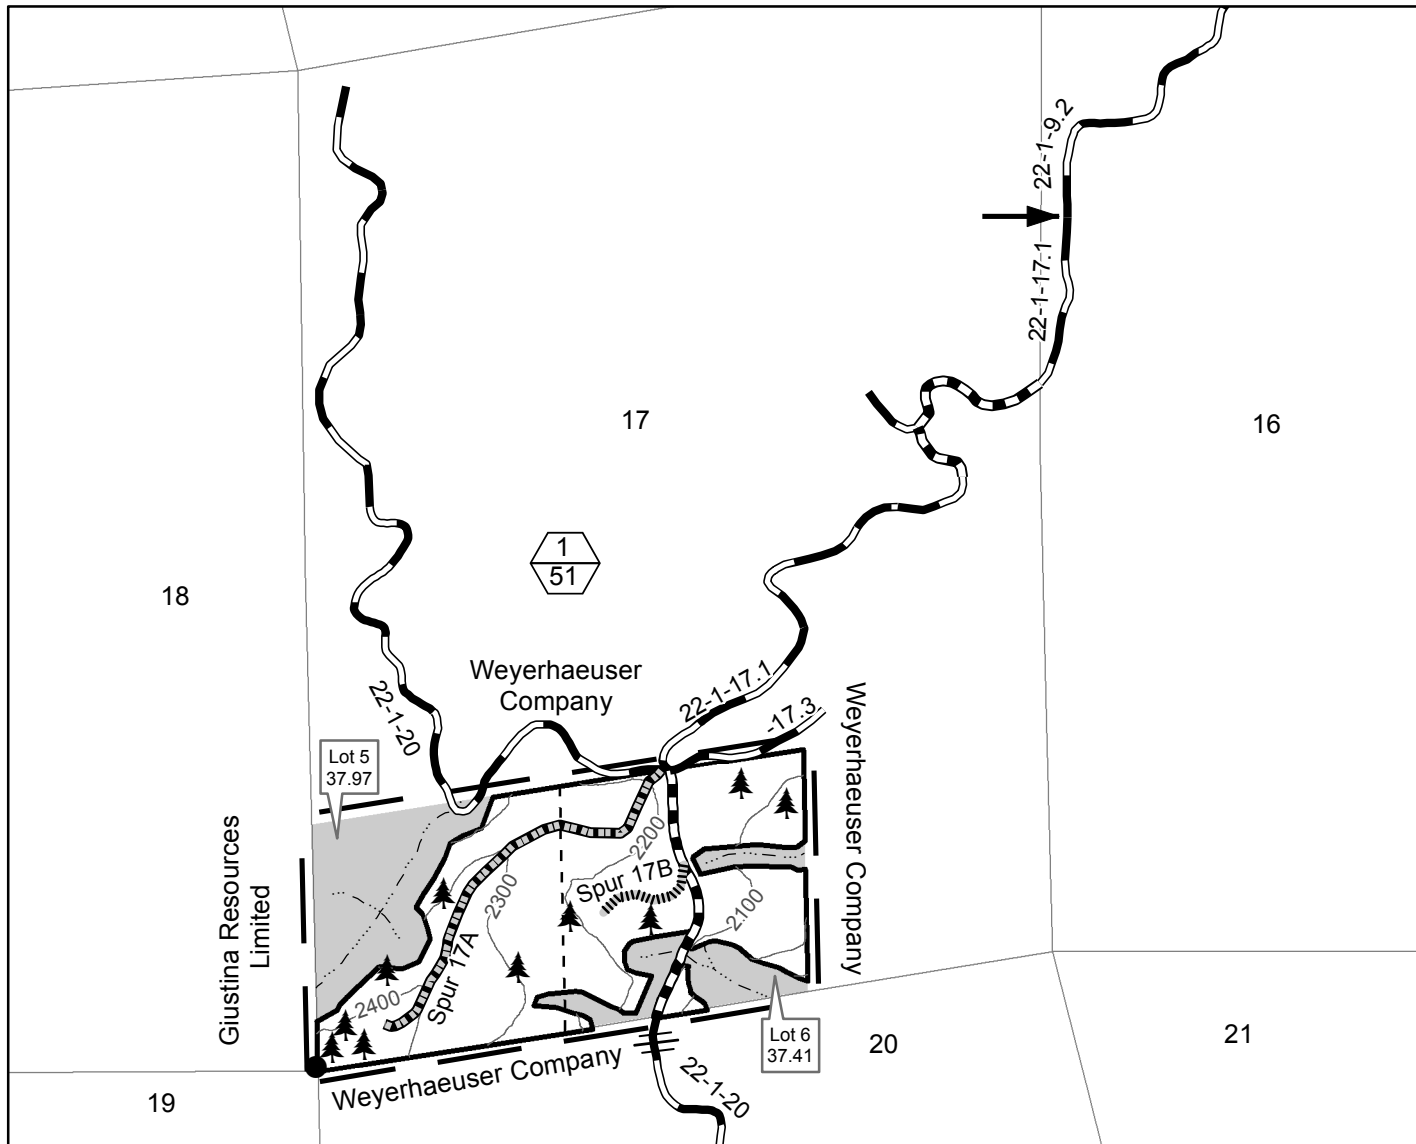 22-1-9.2
22-1-17.1
17
16
1
51
18
Weyerhaeuser
Company
22-1-17.1
-17.3
22-1-20
Weyerhaeuser Company
Lot 5
37.97
Giustina Resources
Limited
2200
Spur 17B
2300
2100
Spur 17A
2400
Lot 6
37.41
20
21
Weyerhaeuser Company
22-1-20
19